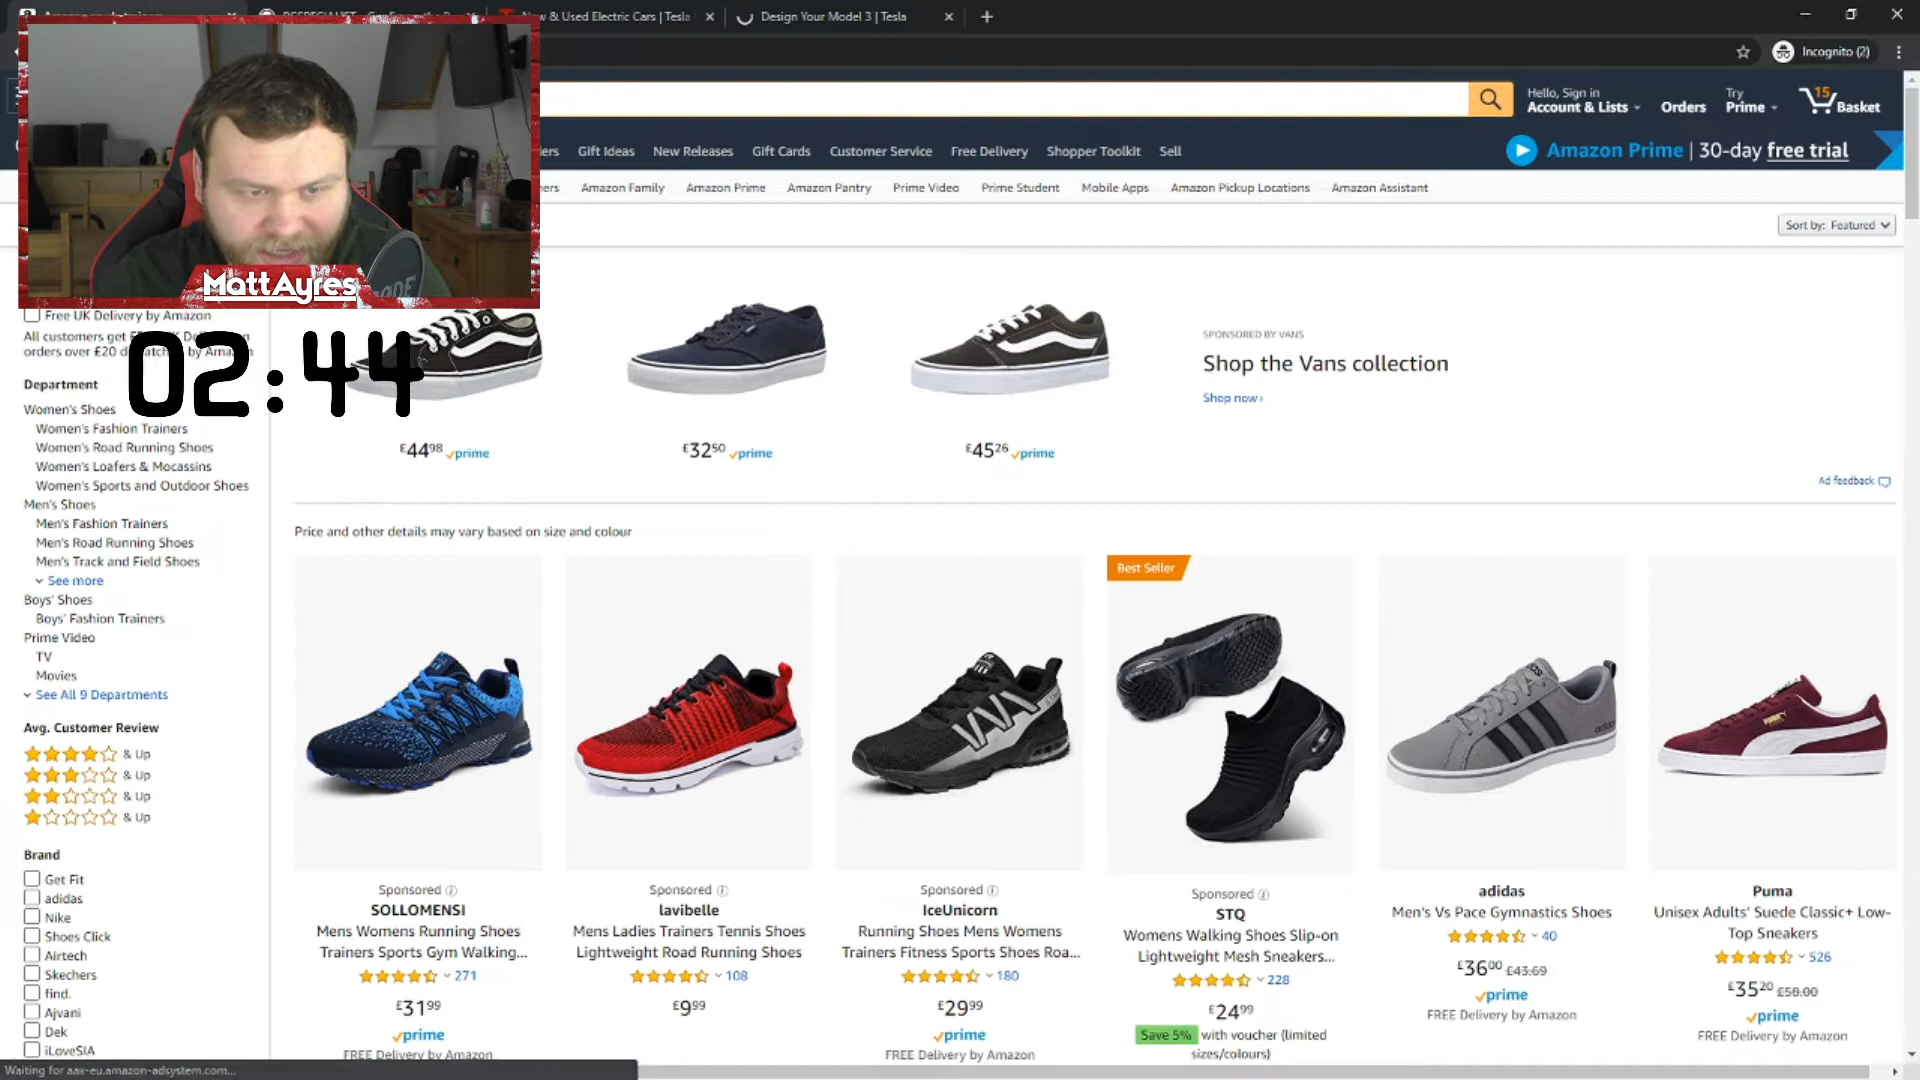 New & Used Electric Cars | Tesla
Design Your Model 3 | Tesla
Incognito (2)
Hello, Sign in
Account & Lists
Orders
Try
Prime
15
Basket
Gift Ideas
New Releases
Gift Cards
Customer Service
Free Delivery
Shopper Toolkit
Sell
Amazon Prime | 30-day free trial
Amazon Family
Amazon Prime
Amazon Pantry
Prime Video
Prime Student
Mobile Apps
Amazon Pickup Locations
Amazon Assistant
Sort by: Featured
MattAyres
Free UK Delivery by Amazon
All customers get
orders over £20 by Amazon
02:44
Department
Women's Shoes
Women's Fashion Trainers
Women's Road Running Shoes
Women's Loafers & Mocassins
Women's Sports and Outdoor Shoes
Men's Shoes
Men's Fashion Trainers
Men's Road Running Shoes
Men's Track and Field Shoes
See more
Boys' Shoes
Boys' Fashion Trainers
Prime Video
TV
Movies
See All 9 Departments
Avg. Customer Review
& Up
& Up
& Up
& Up
Brand
Get Fit
adidas
Nike
Shoes Click
Airtech
Skechers
find.
Ajvani
Dek
iLoveSIA
£44 98 prime
£32 50 prime
£45 26 prime
SPONSORED BY VANS
Shop the Vans collection
Shop now ›
Ad feedback
Price and other details may vary based on size and colour
Sponsored
SOLLOMENSI
Mens Womens Running Shoes
Trainers Sports Gym Walking...
271
£31 99
prime
FREE Delivery by Amazon
Sponsored
lavibelle
Mens Ladies Trainers Tennis Shoes
Lightweight Road Running Shoes
108
£9 99
Sponsored
IceUnicorn
Running Shoes Mens Womens
Trainers Fitness Sports Shoes Roa...
180
£29 99
prime
FREE Delivery by Amazon
Best Seller
Sponsored
STQ
Womens Walking Shoes Slip-on
Lightweight Mesh Sneakers...
228
£24 99
Save 5% with voucher (limited
sizes/colours)
adidas
Men's Vs Pace Gymnastics Shoes
40
£36 00 £43.69
prime
FREE Delivery by Amazon
Puma
Unisex Adults' Suede Classic+ Low-
Top Sneakers
526
£35 20 £58.00
prime
FREE Delivery by Amazon
Waiting for aax-eu.amazon-adsystem.com...